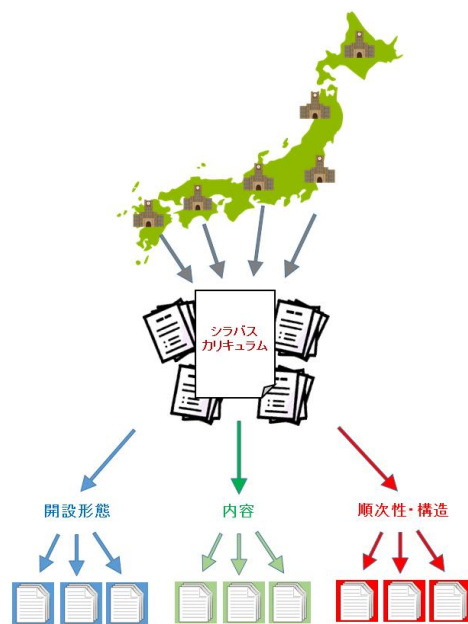 シラバス
カリキュラム
開設形態
内容
順次性・構造